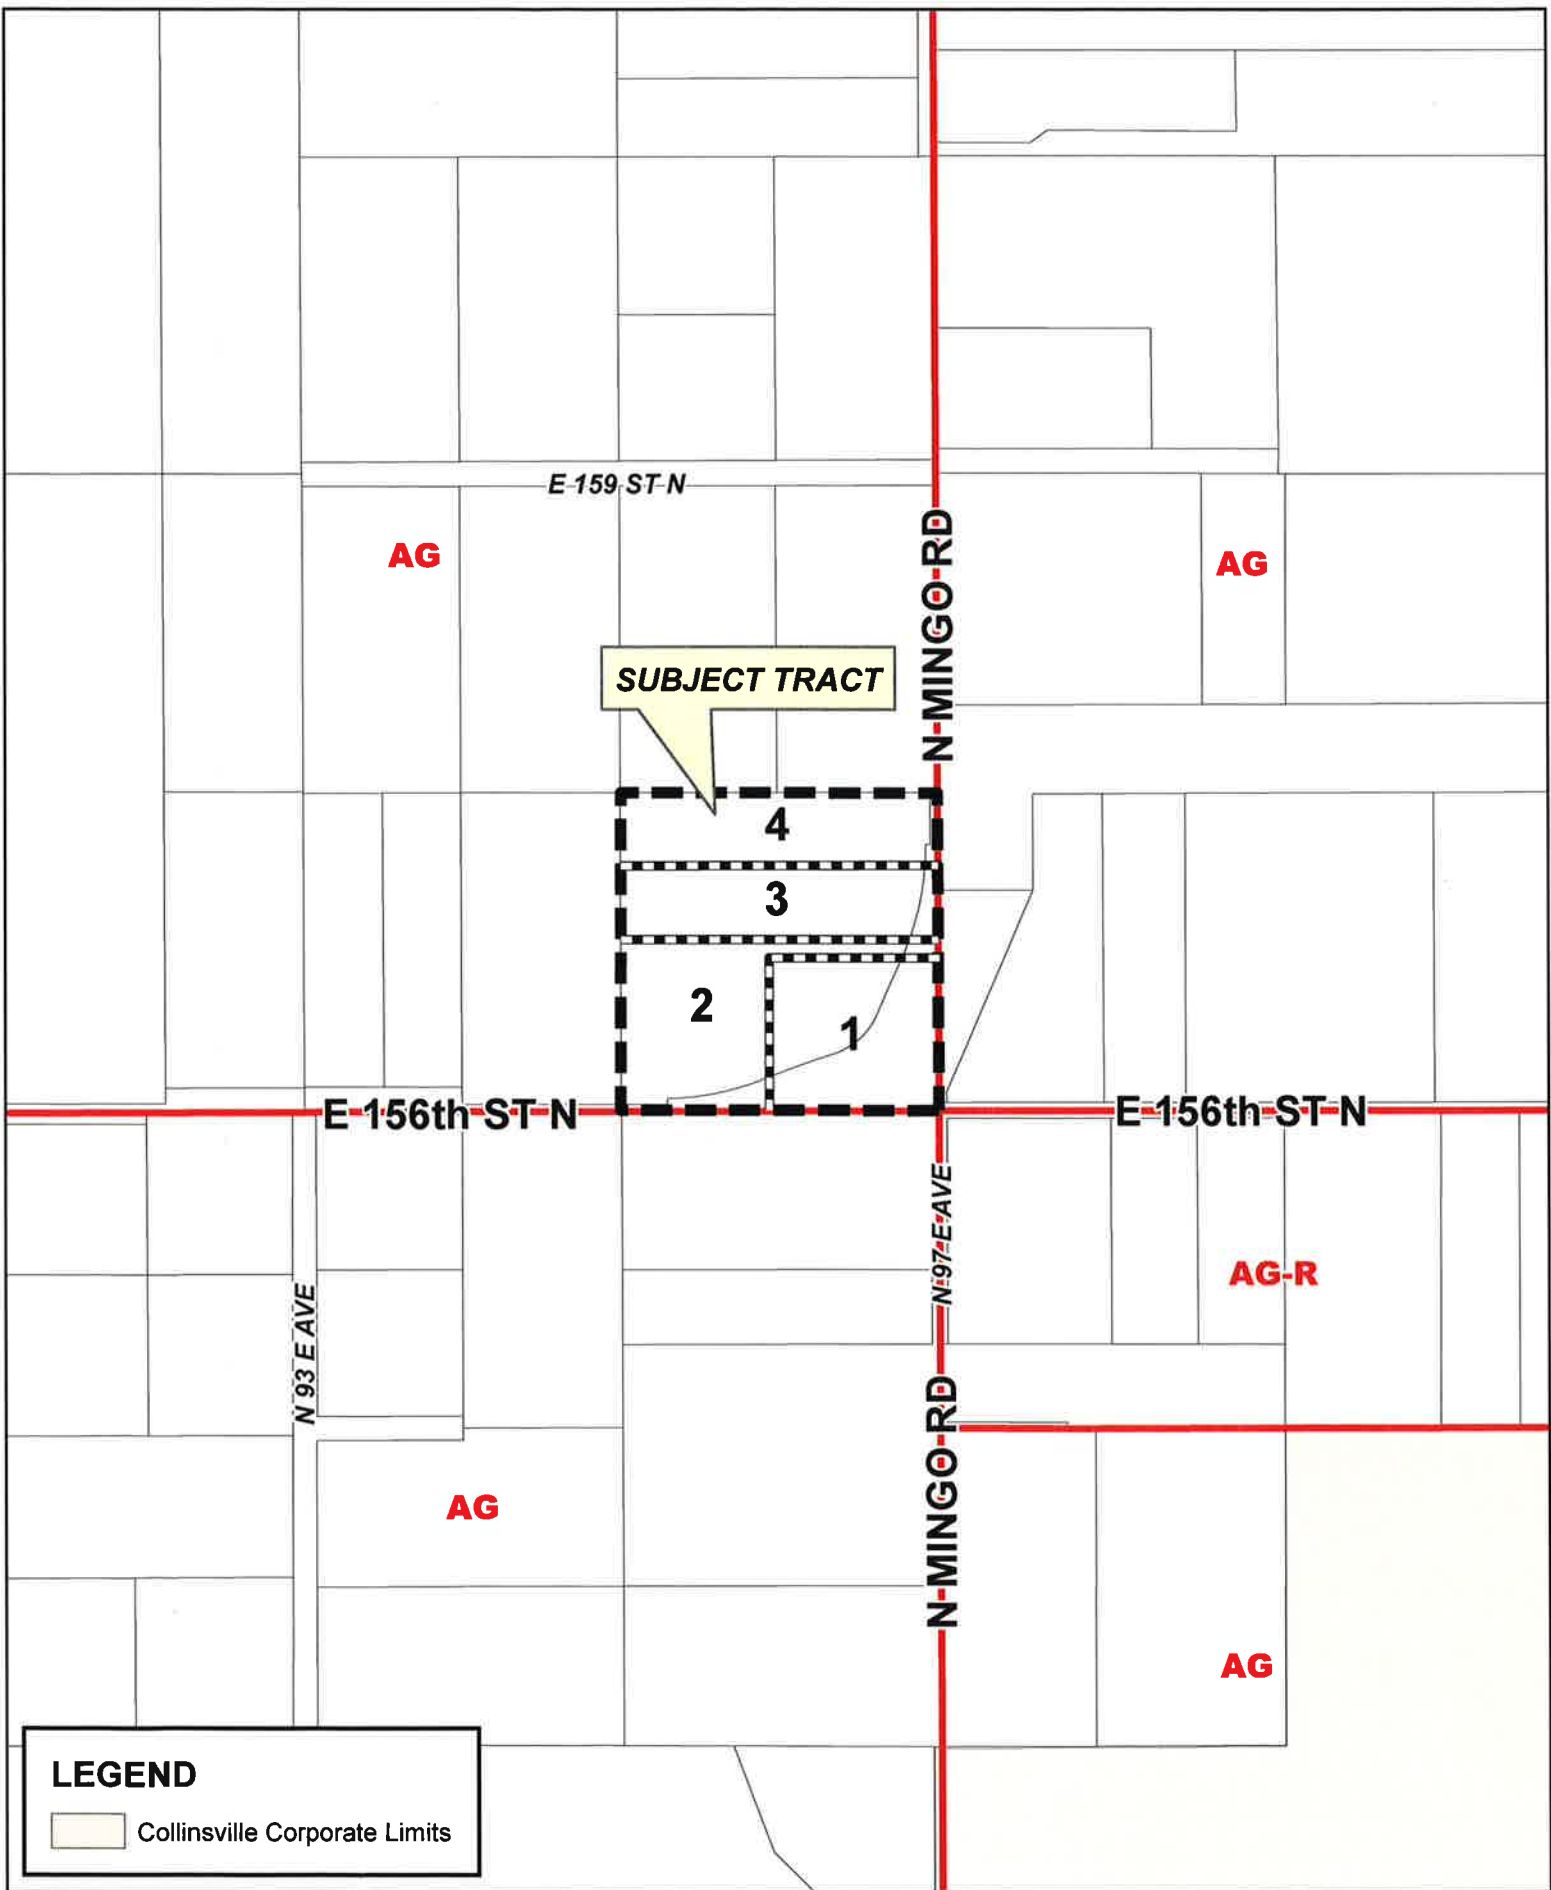 E 159 ST N
AG
N MINGO RD
AG
SUBJECT TRACT
4
3
2
1
E 156th ST N
E 156th ST N
N 97 E AVE
AG-R
N 93 E AVE
N MINGO RD
AG
AG
LEGEND
Collinsville Corporate Limits